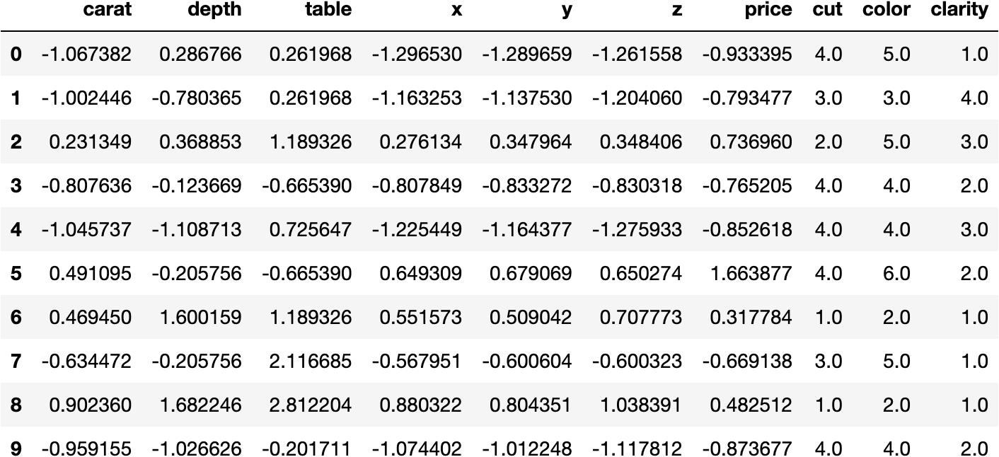 carat depth table x y z price cut color clarity
0 -1.067382 0.286766 0.261968 -1.296530 -1.289659 -1.261558 -0.933395 4.0 5.0 1.0
1 -1.002446 -0.780365 0.261968 -1.163253 -1.137530 -1.204060 -0.793477 3.0 3.0 4.0
2 0.231349 0.368853 1.189326 0.276134 0.347964 0.348406 0.736960 2.0 5.0 3.0
3 -0.807636 -0.123669 -0.665390 -0.807849 -0.833272 -0.830318 -0.765205 4.0 4.0 2.0
4 -1.045737 -1.108713 0.725647 -1.225449 -1.164377 -1.275933 -0.852618 4.0 4.0 3.0
5 0.491095 -0.205756 -0.665390 0.649309 0.679069 0.650274 1.663877 4.0 6.0 2.0
6 0.469450 1.600159 1.189326 0.551573 0.509042 0.707773 0.317784 1.0 2.0 1.0
7 -0.634472 -0.205756 2.116685 -0.567951 -0.600604 -0.600323 -0.669138 3.0 5.0 1.0
8 0.902360 1.682246 2.812204 0.880322 0.804351 1.038391 0.482512 1.0 2.0 1.0
9 -0.959155 -1.026626 -0.201711 -1.074402 -1.012248 -1.117812 -0.873677 4.0 4.0 2.0